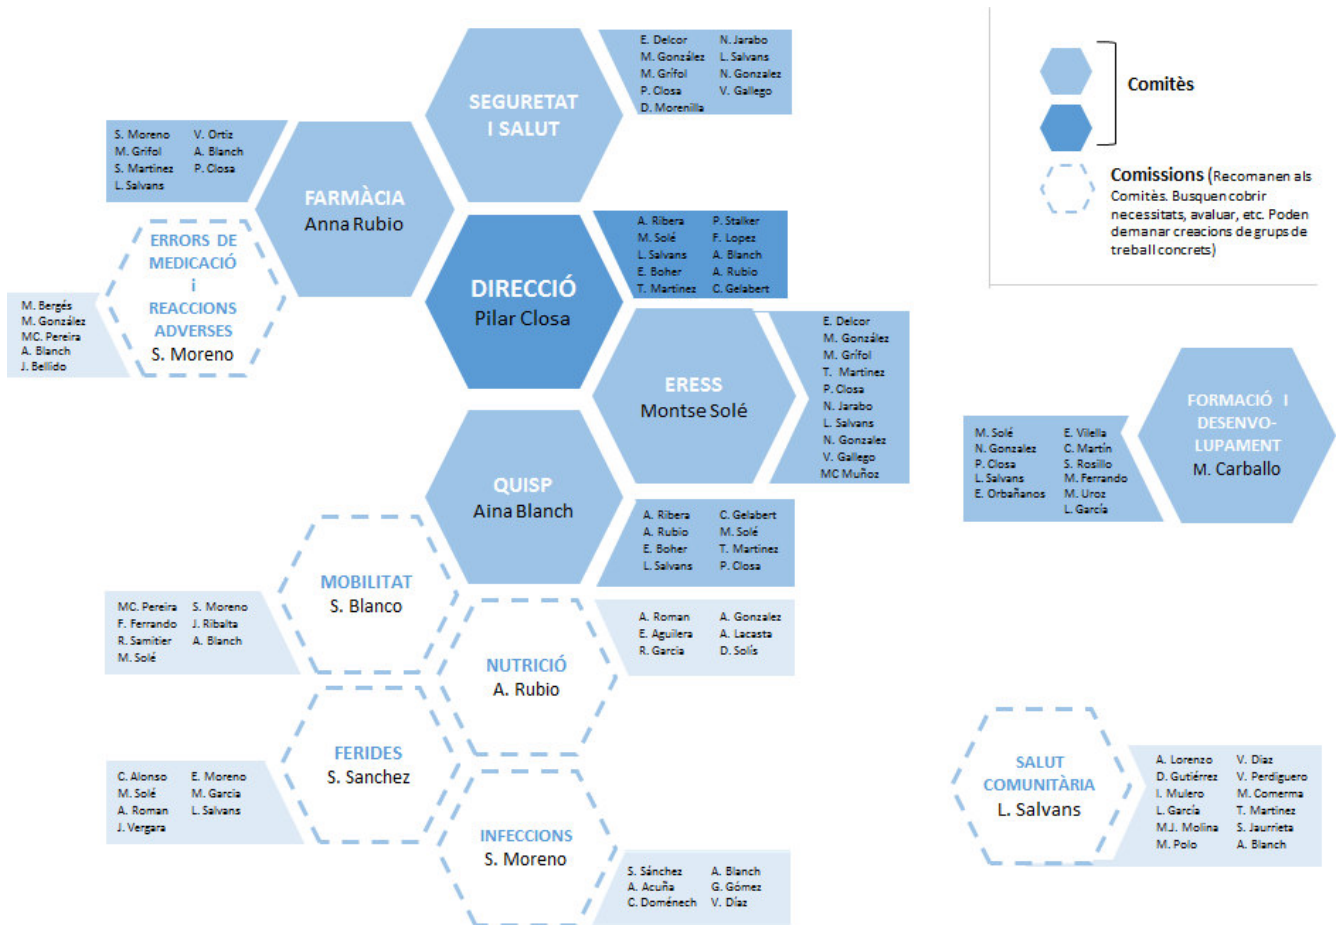 SEGURETAT
I SALUT
E. Delcor N. Jarabo
M. González L. Salvans
M. Grífol N. Gonzalez
P. Closa V. Gallego
D. Morenilla
Comitès
Comissions (Recomanen als
Comitès. Busquen cobrir
necessitats, avaluar, etc. Poden
demanar creacions de grups de
treball concrets)
S. Moreno V. Ortiz
M. Grifol A. Blanch
S. Martinez P. Closa
L. Salvans
FARMÀCIA
Anna Rubio
ERRORS DE
MEDICACIÓ
i
REACCIONS
ADVERSES
S. Moreno
M. Bergés
M. González
MC. Pereira
A. Blanch
J. Bellido
DIRECCIÓ
Pilar Closa
A. Ribera P. Stalker
M. Solé F. Lopez
L. Salvans A. Blanch
E. Boher A. Rubio
T. Martinez C. Gelabert
ERESS
Montse Solé
E. Delcor
M. González
M. Grífol
T. Martinez
P. Closa
N. Jarabo
L. Salvans
N. Gonzalez
V. Gallego
MC Muñoz
FORMACIÓ I
DESENVO-
LUPAMENT
M. Carballo
M. Solé E. Vilella
N. Gonzalez C. Martín
P. Closa S. Rosillo
L. Salvans M. Ferrando
E. Orbañanos M. Uroz
L. García
QUISP
Aina Blanch
A. Ribera C. Gelabert
A. Rubio M. Solé
E. Boher T. Martinez
L. Salvans P. Closa
MOBILITAT
S. Blanco
MC. Pereira S. Moreno
F. Ferrando J. Ribalta
R. Samitier A. Blanch
M. Solé
NUTRICIÓ
A. Rubio
A. Roman A. Gonzalez
E. Aguilera A. Lacasta
R. Garcia D. Solís
FERIDES
S. Sanchez
C. Alonso E. Moreno
M. Solé M. Garcia
A. Roman L. Salvans
J. Vergara
INFECCIONS
S. Moreno
S. Sánchez A. Blanch
A. Acuña G. Gómez
C. Doménech V. Díaz
SALUT
COMUNITÀRIA
L. Salvans
A. Lorenzo V. Díaz
D. Gutiérrez V. Perdiguero
I. Mulero M. Comerma
L. García T. Martinez
M.J. Molina S. Jaurrieta
M. Polo A. Blanch